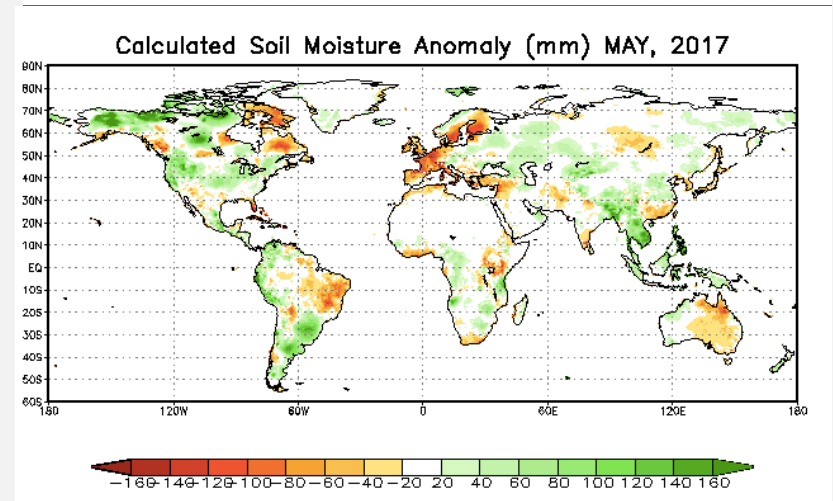 Calculated Soil Moisture Anomaly (mm) MAY, 2017
90N
80N
70N
60N
50N
40N
30N
20N
10N
EQ
10S
20S
30S
40S
50S
60S
180 120W 60W 0 60E 120E 180
-160 -140 -120 -100 -80 -60 -40 -20 20 40 60 80 100 120 140 160